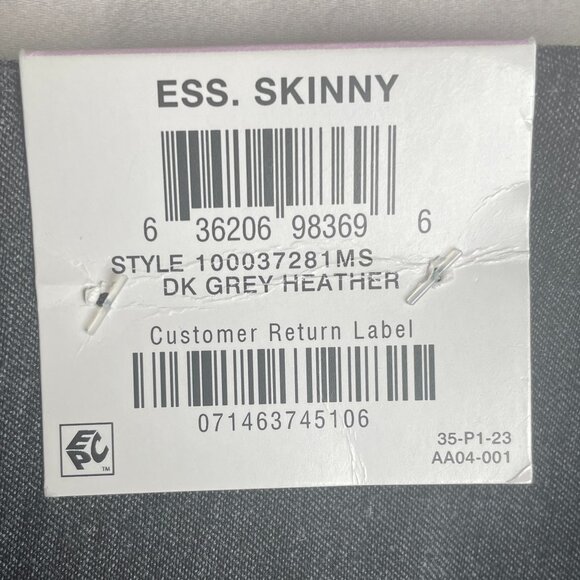 ESS. SKINNY
6 36206 98369 6
STYLE 100037281MS
DK GREY HEATHER
Customer Return Label
071463745106
EPC
TM
35-P1-23
AA04-001